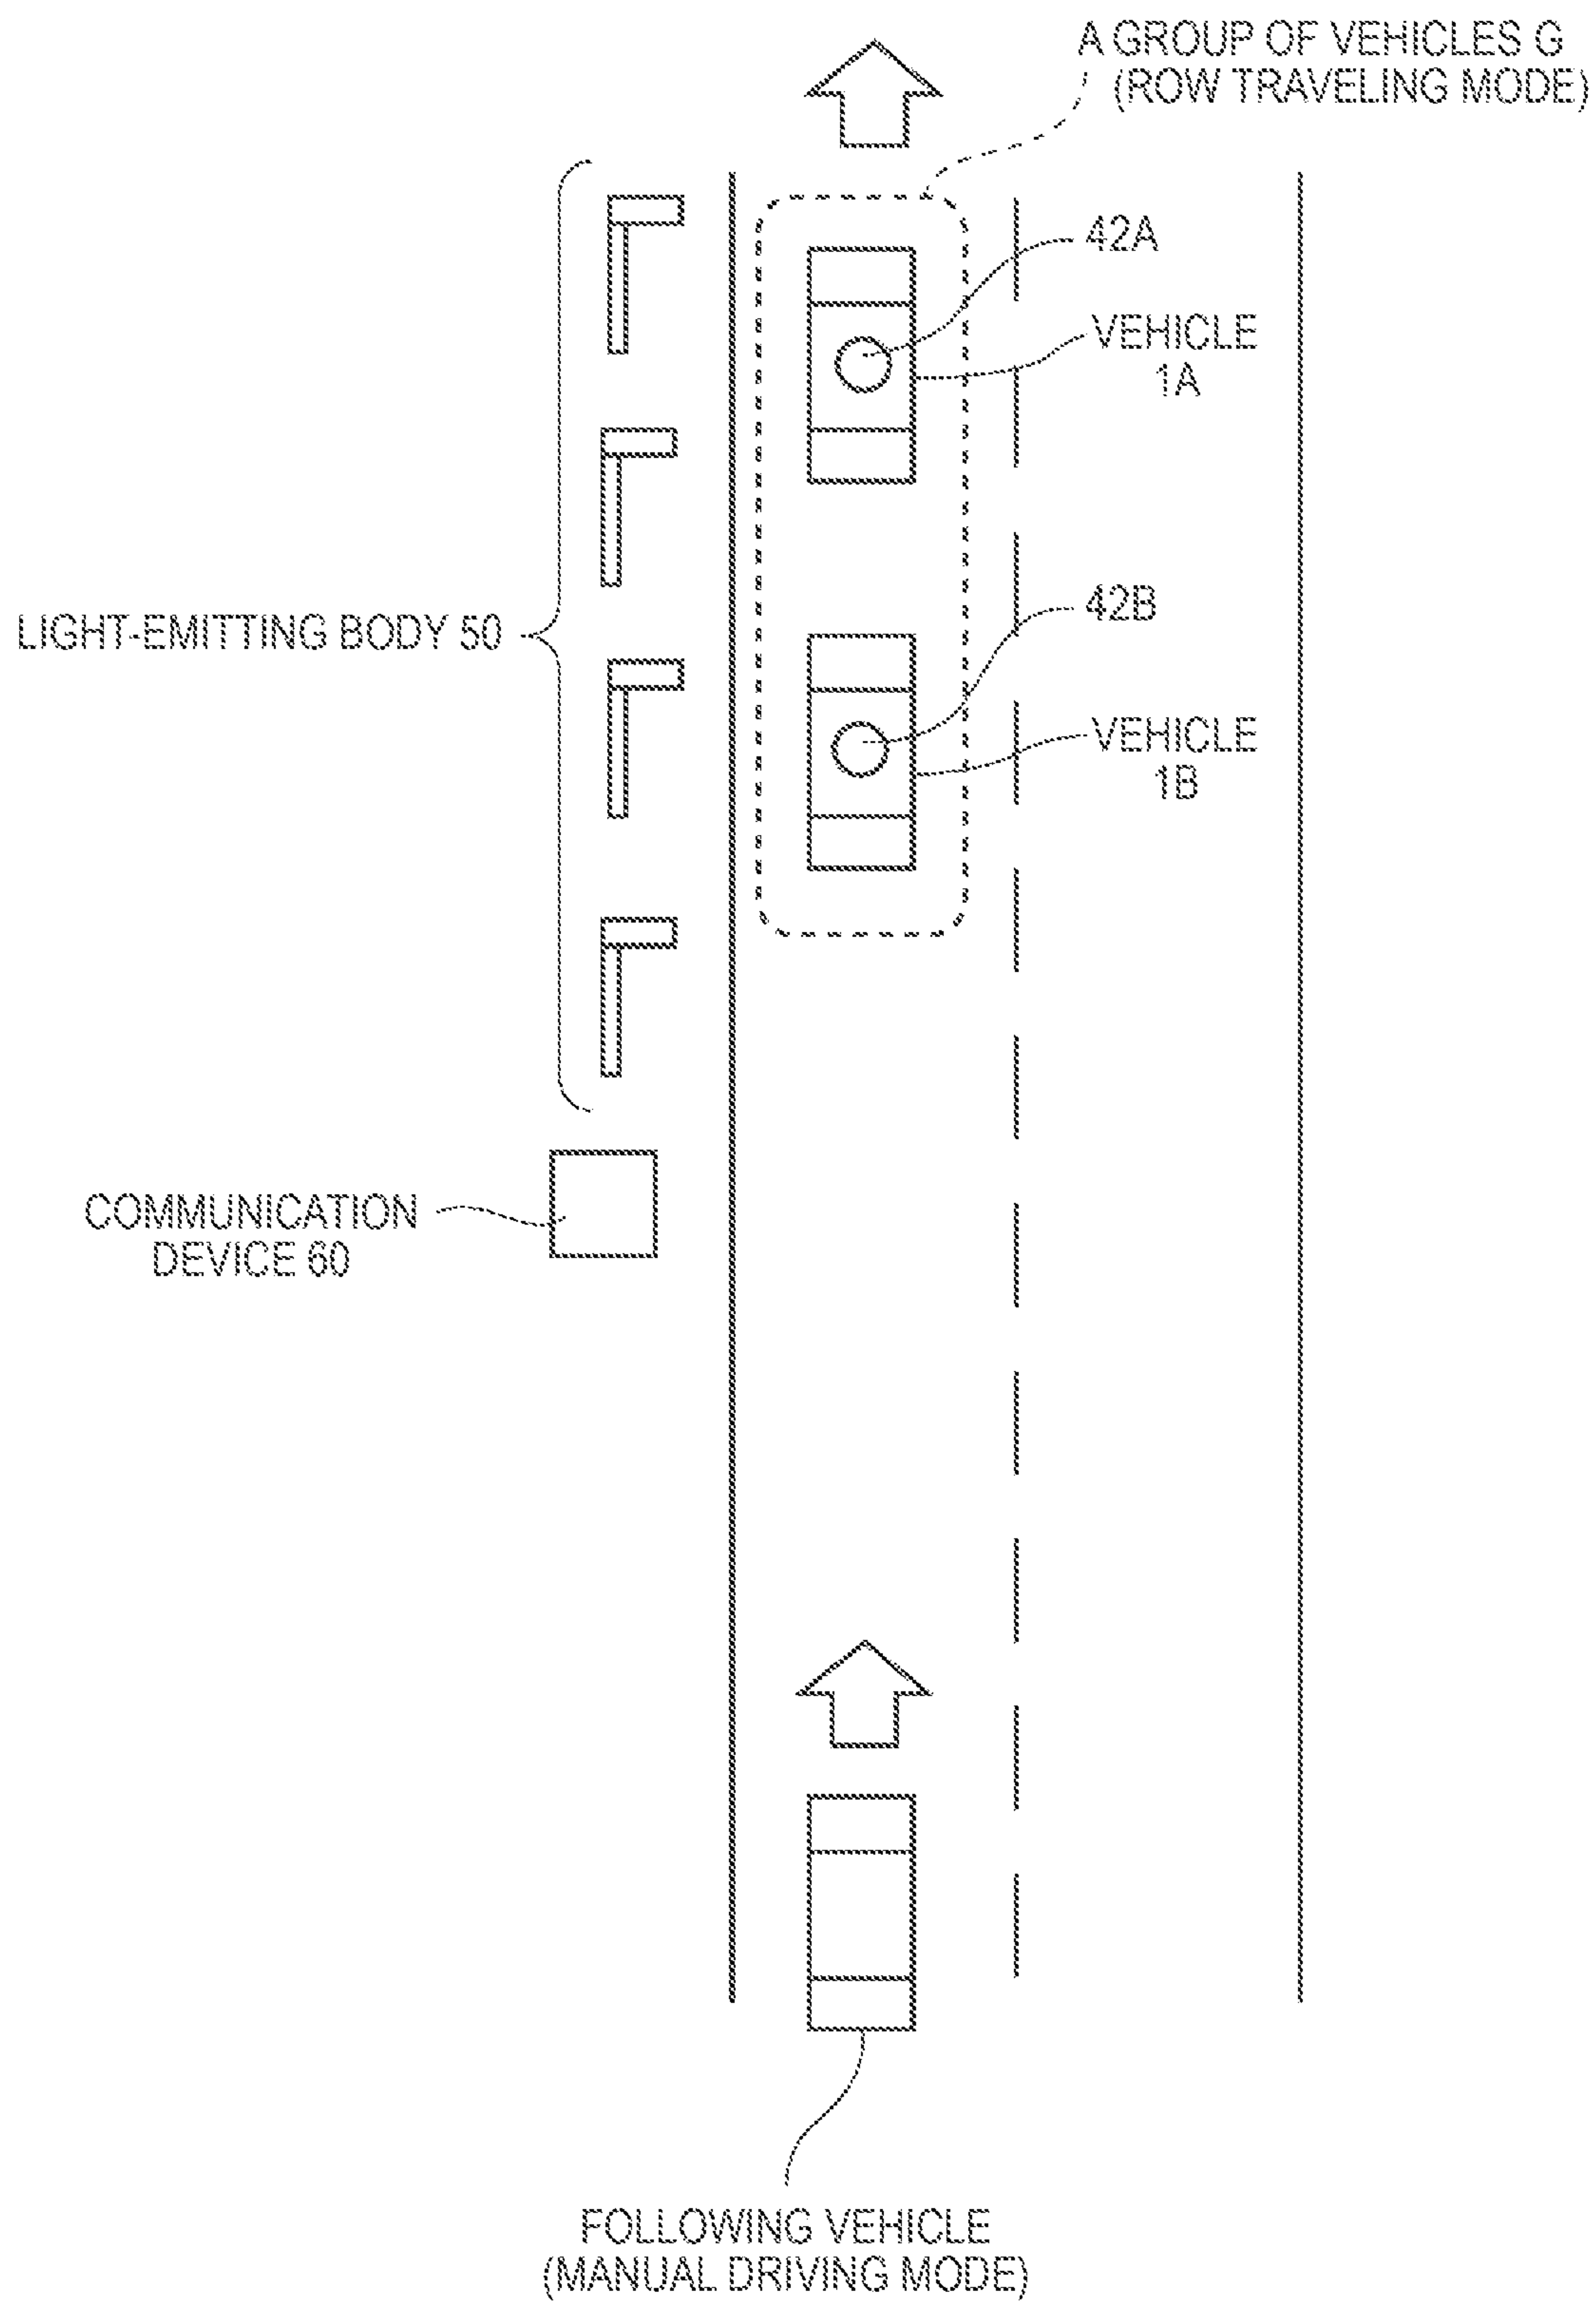 A GROUP OF VEHICLES G
(ROW TRAVELING MODE)
42A
VEHICLE
1A
42B
LIGHT-EMITTING BODY 50
VEHICLE
1B
COMMUNICATION
DEVICE 60
FOLLOWING VEHICLE
(MANUAL DRIVING MODE)